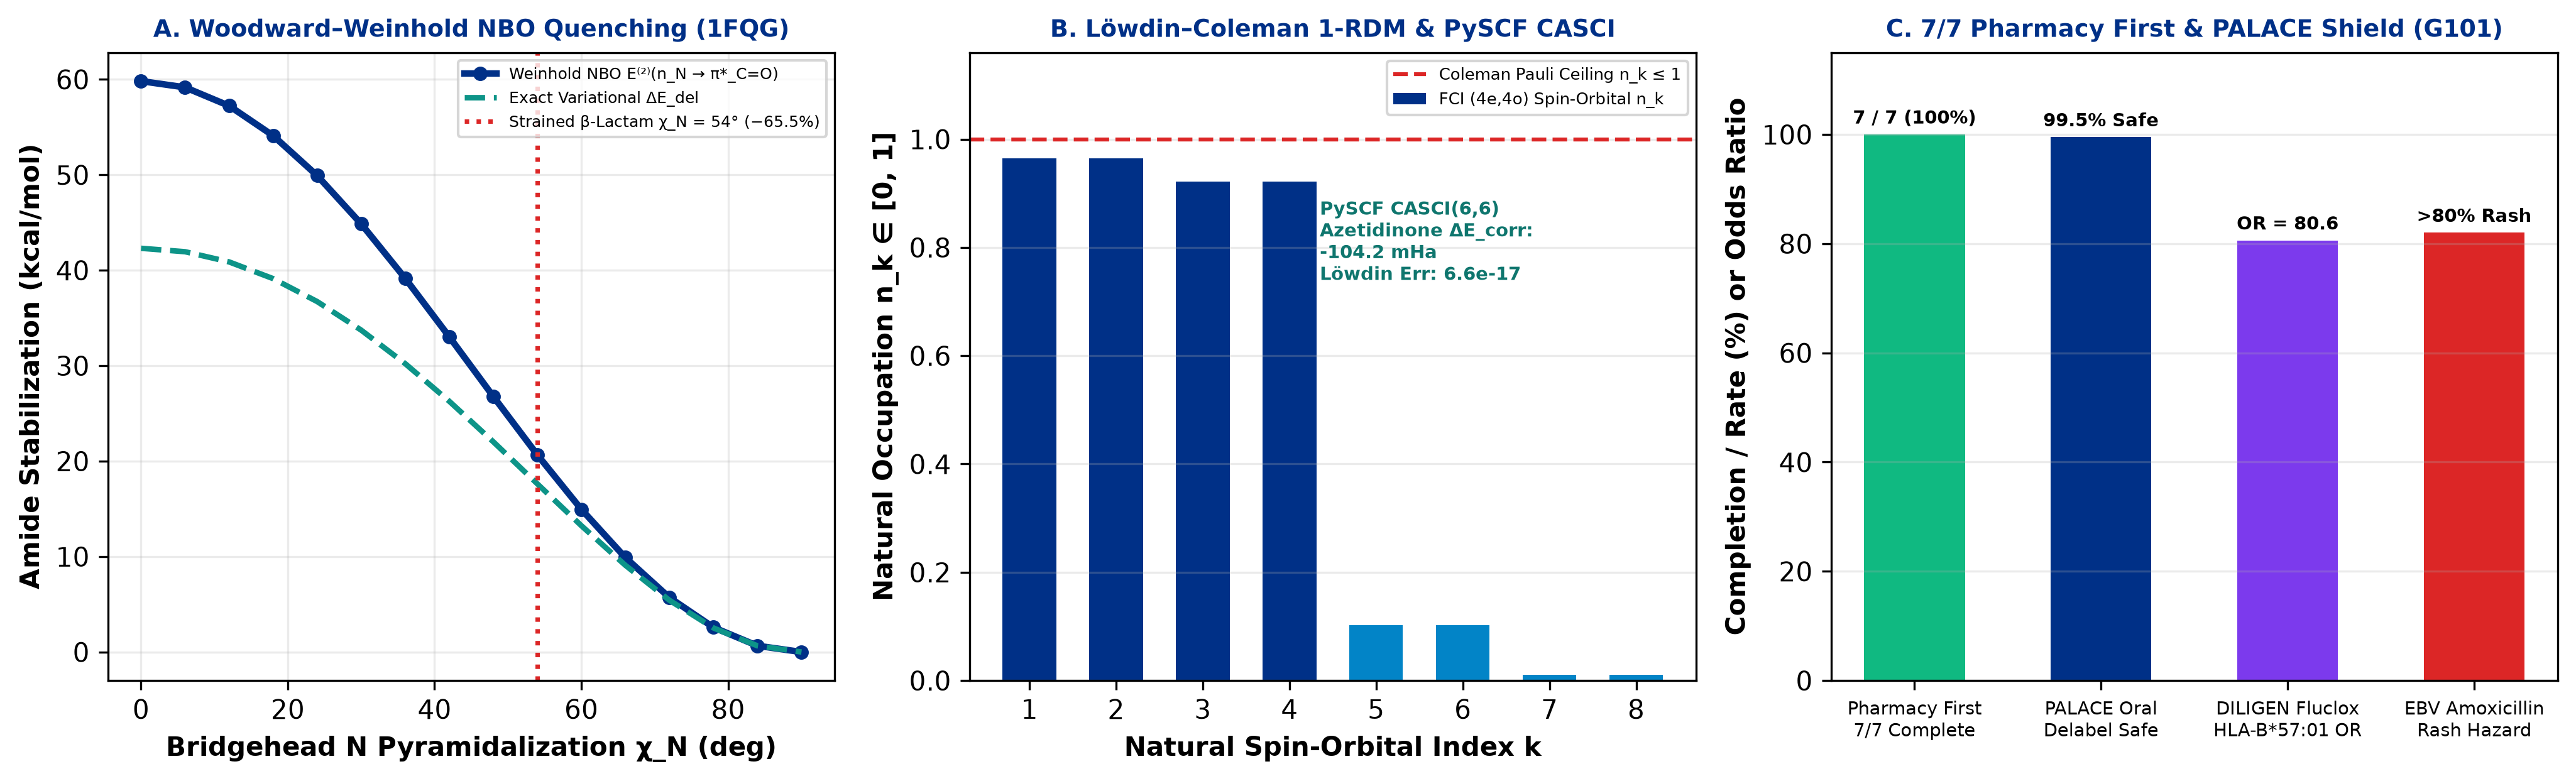 A. Woodward–Weinhold NBO Quenching (1FQG)
Amide Stabilization (kcal/mol)
60
50
40
30
20
10
0
Weinhold NBO E⁽²⁾(n_N → π*_C=O)
Exact Variational ΔE_del
Strained β-Lactam χ_N = 54° (−65.5%)
0 20 40 60 80
Bridgehead N Pyramidalization χ_N (deg)
B. Löwdin–Coleman 1-RDM & PySCF CASCI
Natural Occupation n_k ∈ [0, 1]
1.0
0.8
0.6
0.4
0.2
0.0
Coleman Pauli Ceiling n_k ≤ 1
FCI (4e,4o) Spin-Orbital n_k
PySCF CASCI(6,6)
Azetidinone ΔE_corr:
-104.2 mHa
Löwdin Err: 6.6e-17
1 2 3 4 5 6 7 8
Natural Spin-Orbital Index k
C. 7/7 Pharmacy First & PALACE Shield (G101)
Completion / Rate (%) or Odds Ratio
100
80
60
40
20
0
7 / 7 (100%)
99.5% Safe
OR = 80.6
>80% Rash
Pharmacy First
7/7 Complete
PALACE Oral
Delabel Safe
DILIGEN Fluclox
HLA-B*57:01 OR
EBV Amoxicillin
Rash Hazard